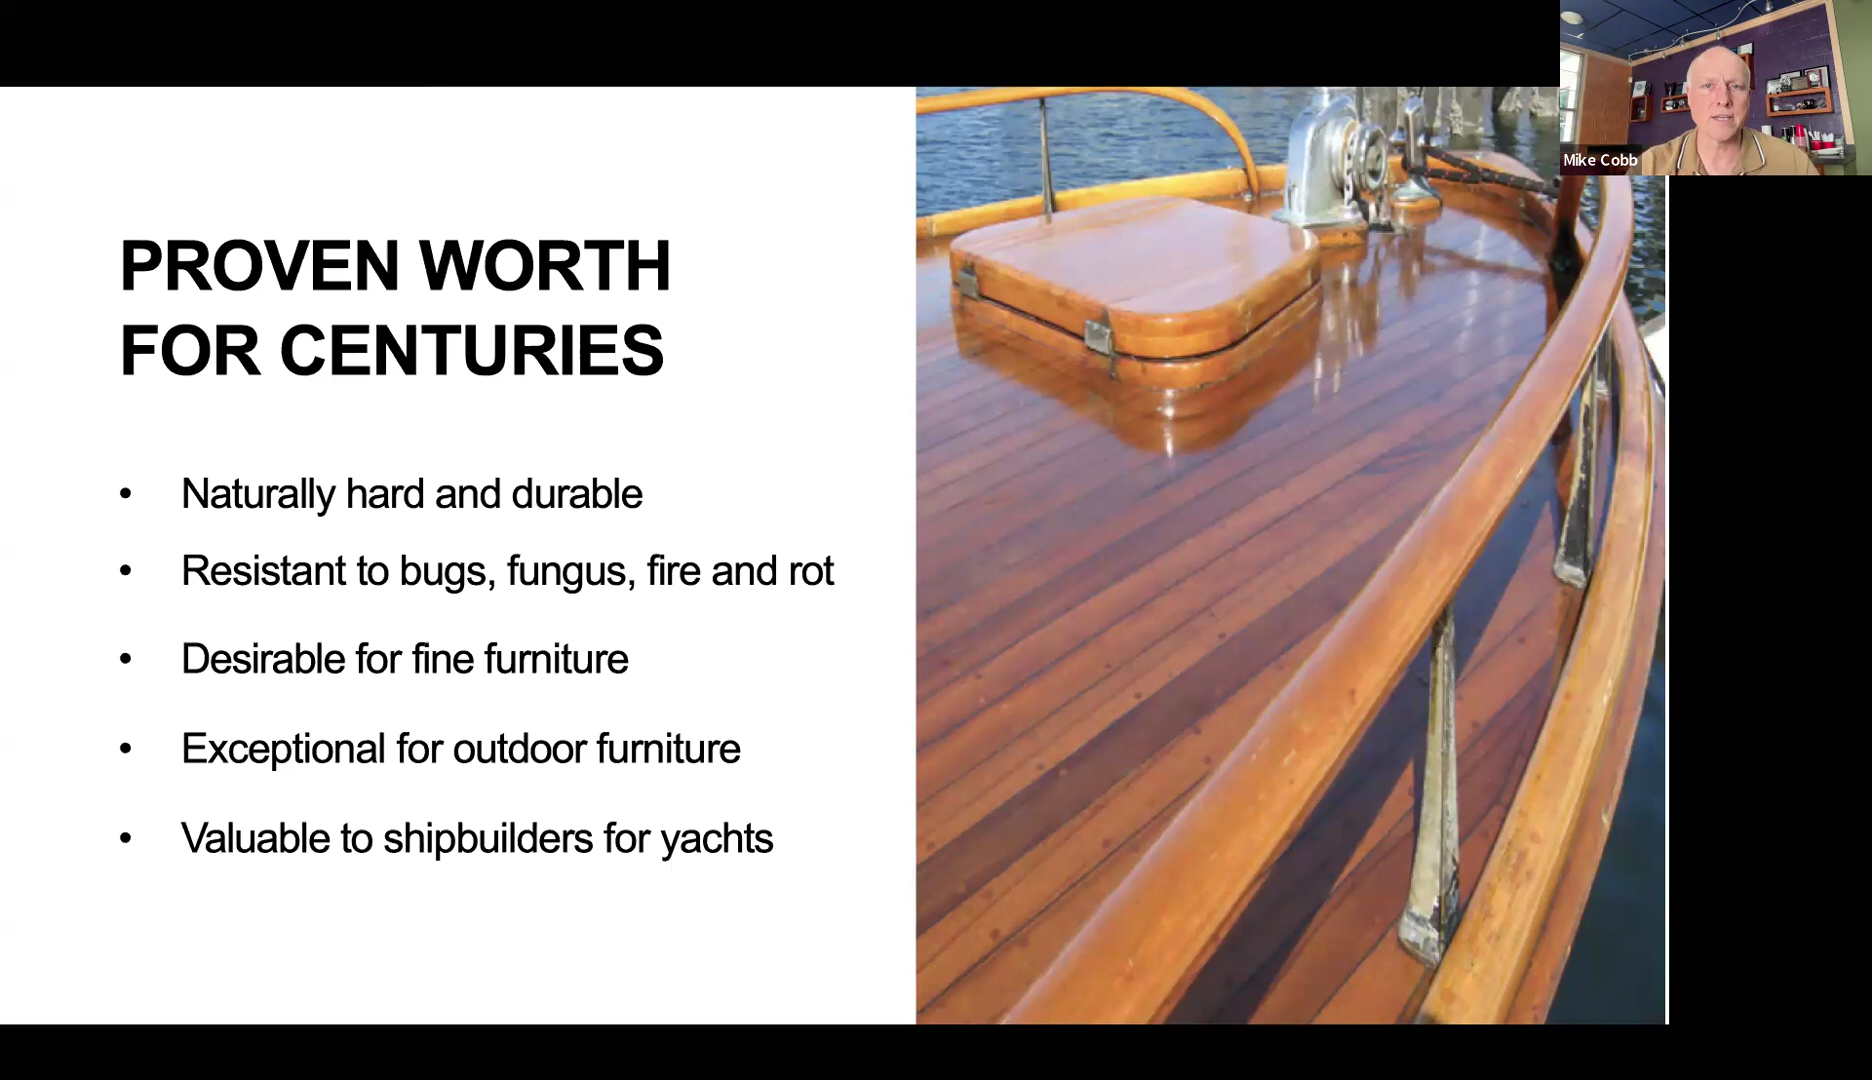 Mike Cobb
PROVEN WORTH
FOR CENTURIES
• Naturally hard and durable
• Resistant to bugs, fungus, fire and rot
• Desirable for fine furniture
• Exceptional for outdoor furniture
• Valuable to shipbuilders for yachts